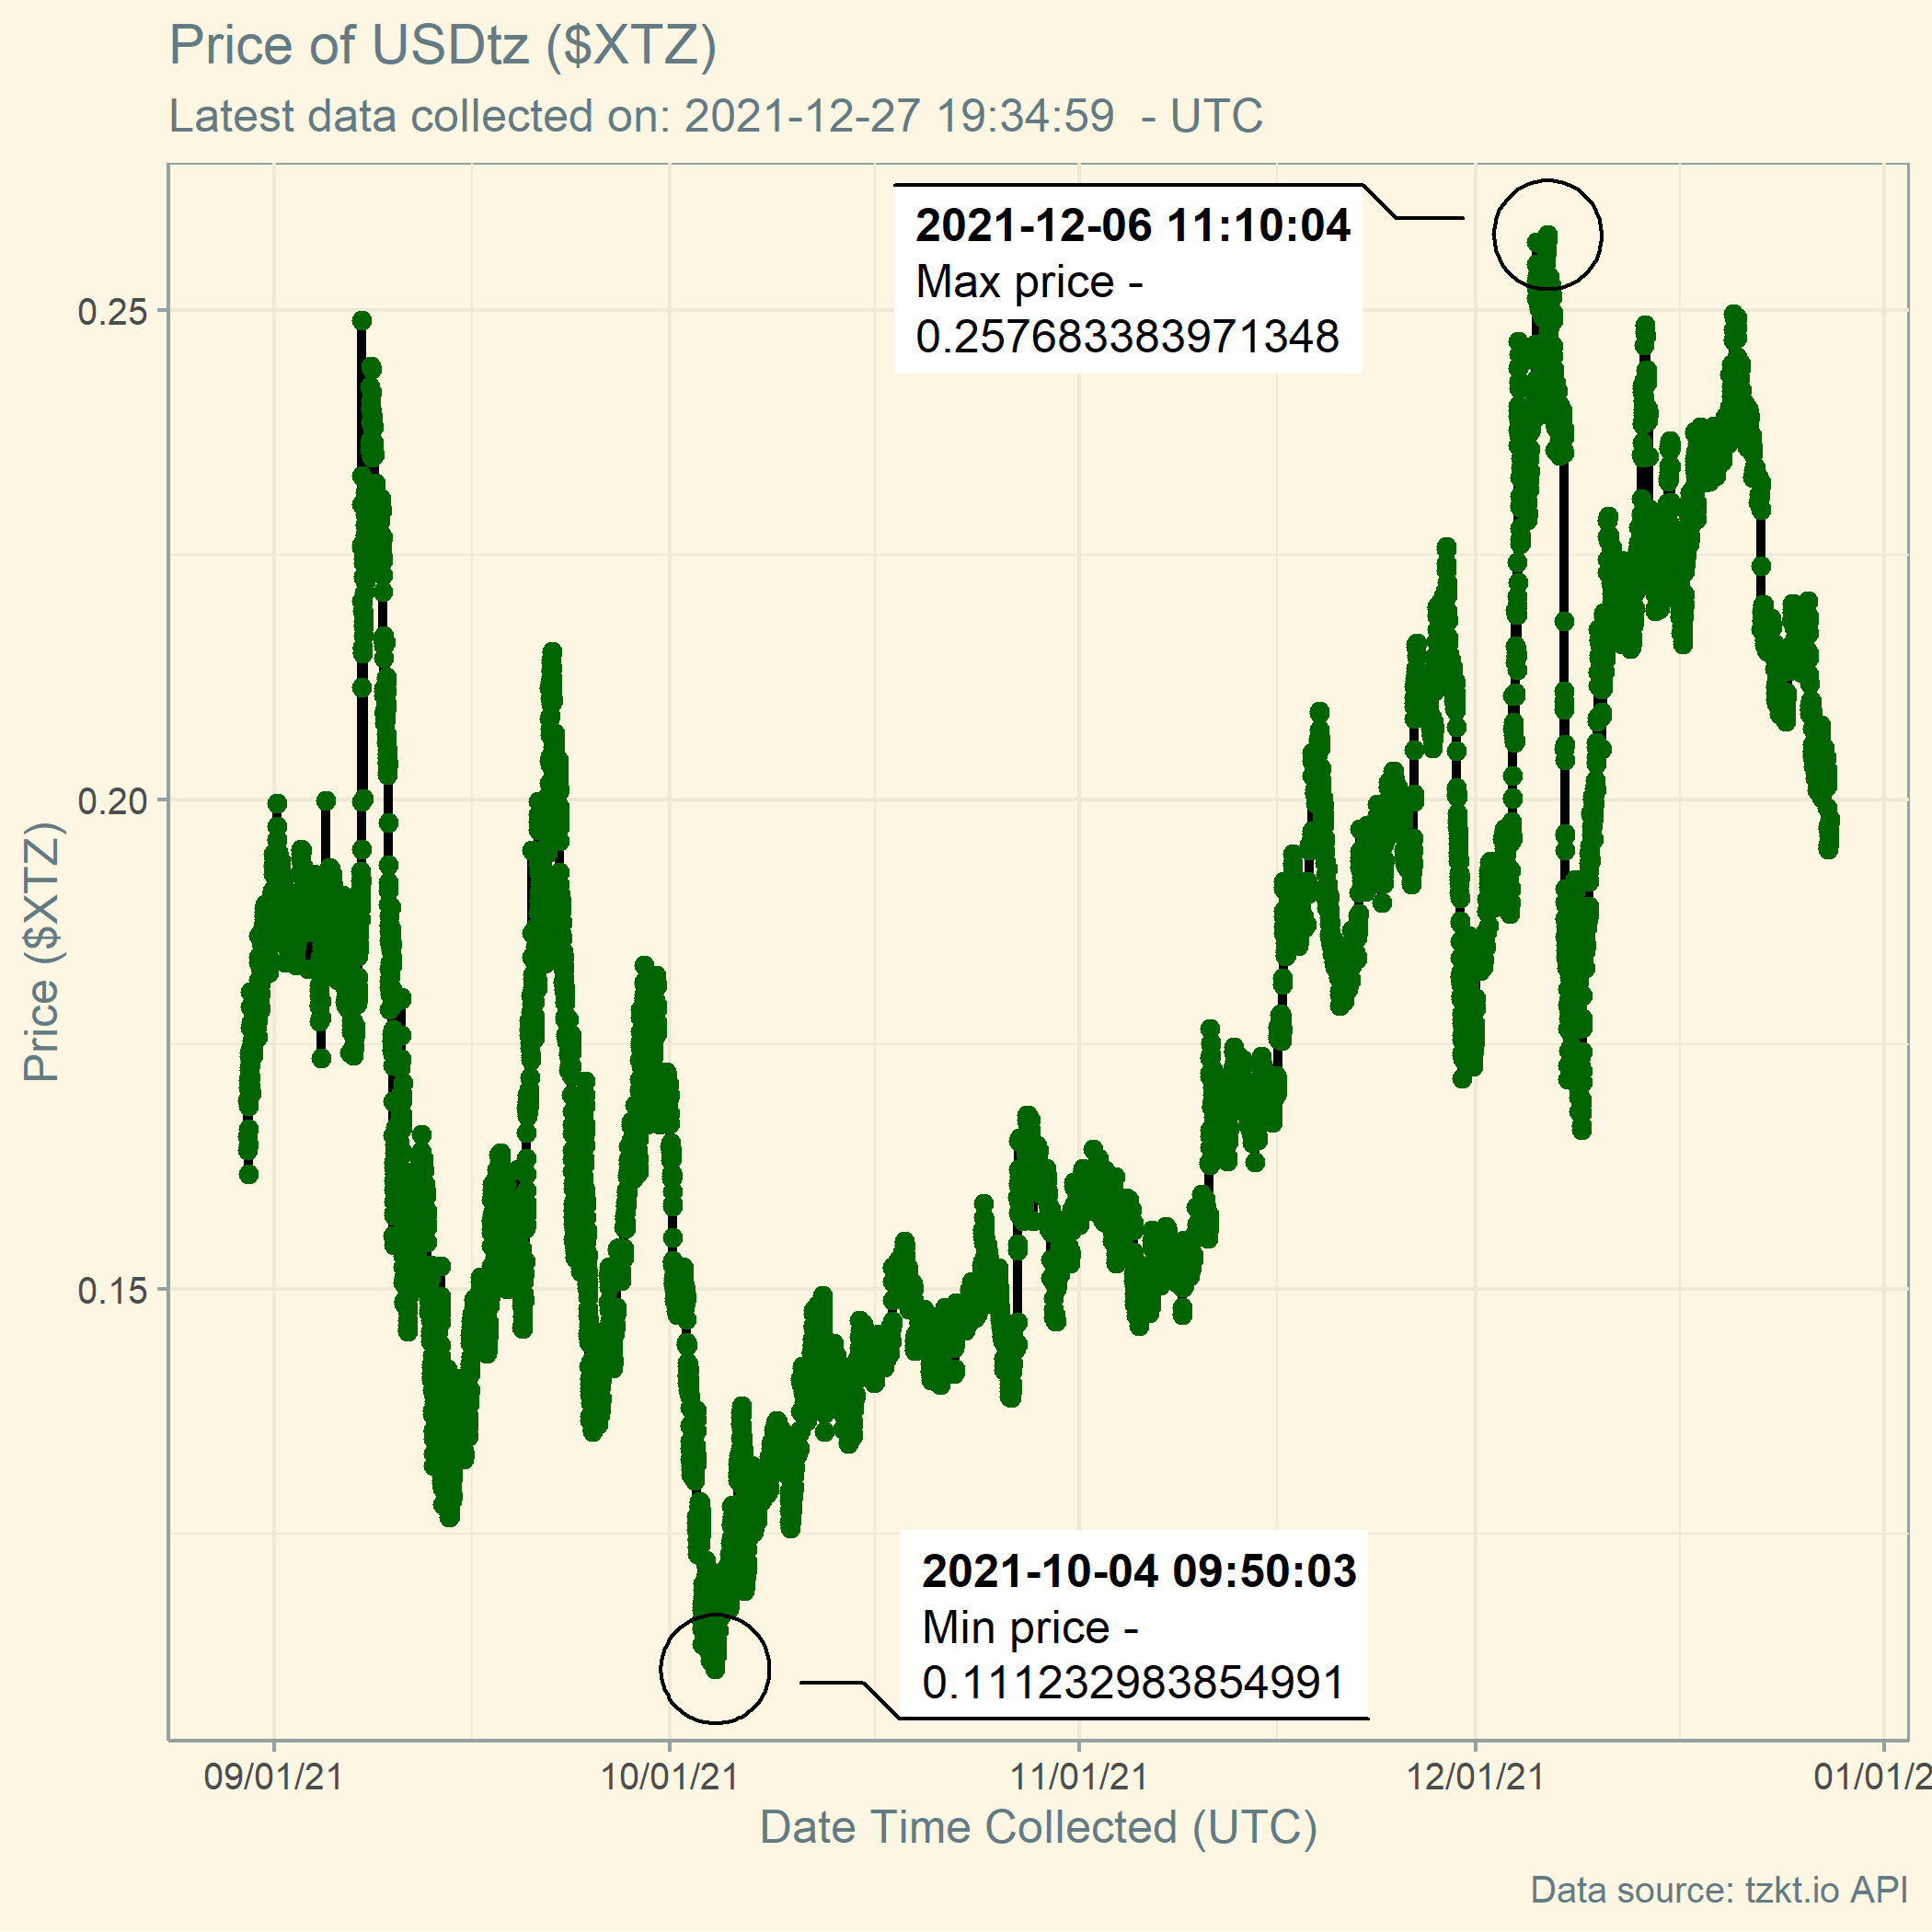 Price of USDtz ($XTZ)
Latest data collected on: 2021-12-27 19:34:59  - UTC
2021-12-06 11:10:04
Max price -
0.257683383971348
0.25
0.20
0.15
Price ($XTZ)
2021-10-04 09:50:03
Min price -
0.111232983854991
09/01/21
10/01/21
11/01/21
12/01/21
01/01/2
Date Time Collected (UTC)
Data source: tzkt.io API